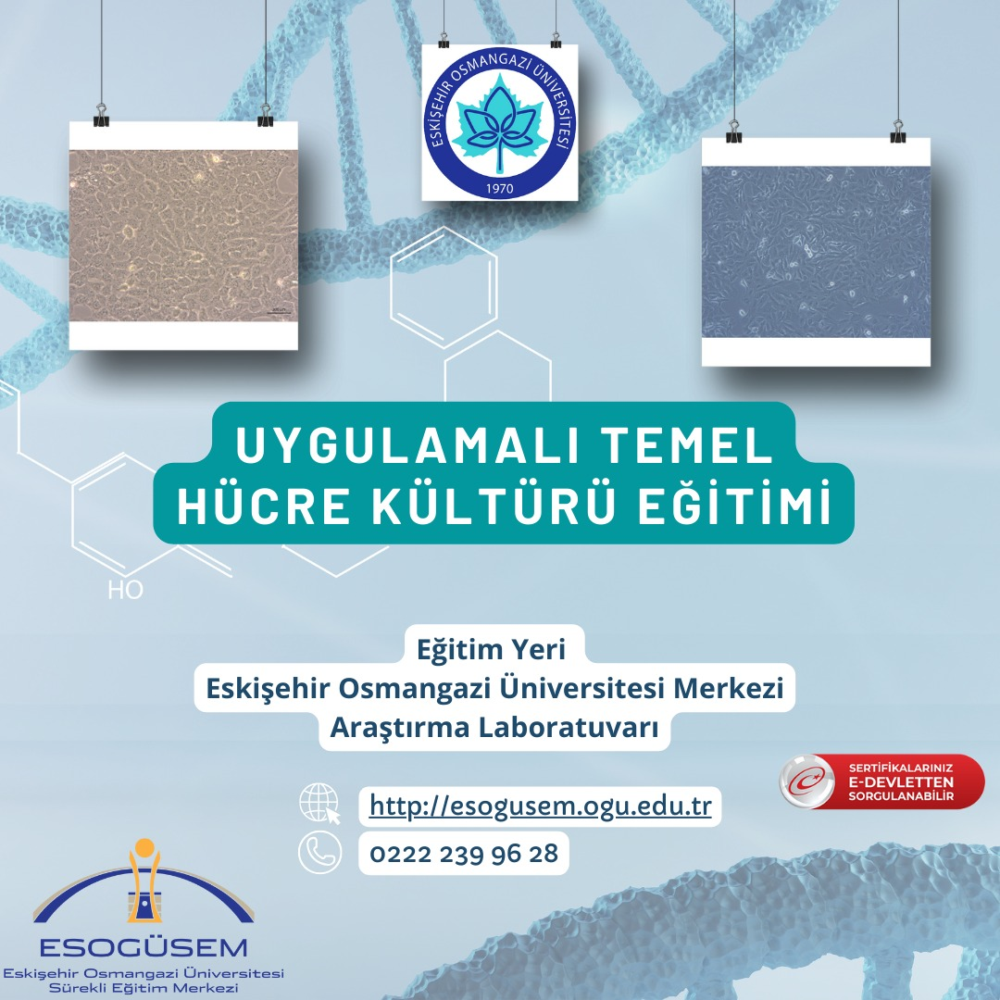 ESKİŞEHİR OSMANGAZİ ÜNİVERSİTESİ
1970
UYGULAMALI TEMEL
HÜCRE KÜLTÜRÜ EĞİTİMİ
HO
Eğitim Yeri
Eskişehir Osmangazi Üniversitesi Merkezi
Araştırma Laboratuvarı
SERTİFİKALARINIZ
E-DEVLETTEN
SORGULANABİLİR
http://esogusem.ogu.edu.tr
0222 239 96 28
ESOGÜSEM
Eskişehir Osmangazi Üniversitesi
Sürekli Eğitim Merkezi